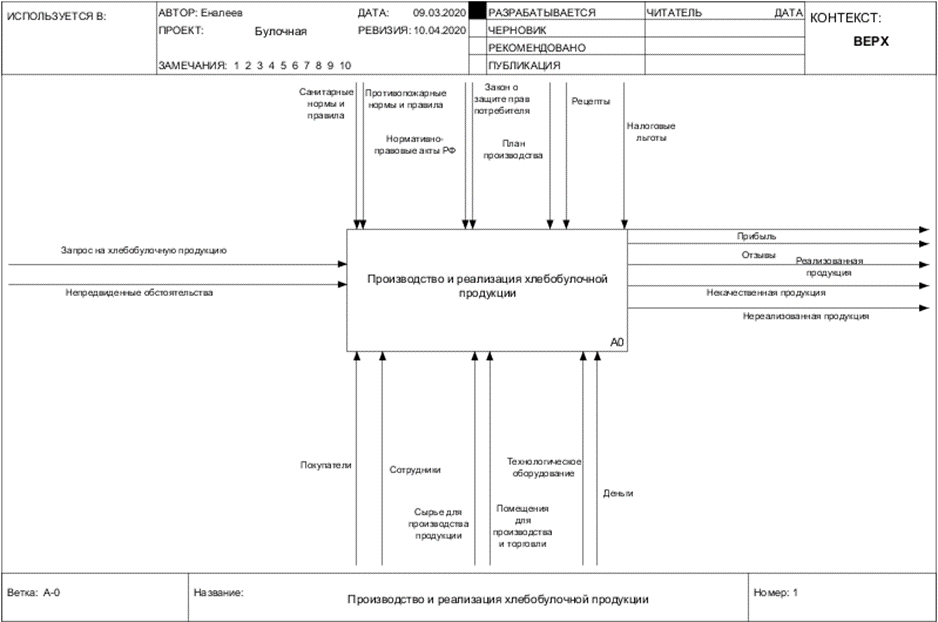 ИСПОЛЬЗУЕТСЯ В:
АВТОР: Еналеев
ДАТА: 09.03.2020
ПРОЕКТ: Булочная
РЕВИЗИЯ: 10.04.2020
ЗАМЕЧАНИЯ: 1 2 3 4 5 6 7 8 9 10
РАЗРАБАТЫВАЕТСЯ
ЧЕРНОВИК
РЕКОМЕНДОВАНО
ПУБЛИКАЦИЯ
ЧИТАТЕЛЬ ДАТА
КОНТЕКСТ:
ВЕРХ
Санитарные
нормы и
правила
Противопожарные
нормы и правила
Нормативно-
правовые акты РФ
Закон о
защите прав
потребителя
План
производства
Рецепты
Налоговые
льготы
Запрос на хлебобулочную продукцию
Непредвиденные обстоятельства
Производство и реализация хлебобулочной
продукции
A0
Прибыль
Отзывы
Реализованная
продукция
Некачественная продукция
Нереализованная продукция
Покупатели
Сотрудники
Сырье для
производства
продукции
Помещения
для
производства
и торговли
Технологическое
оборудование
Деньги
Ветка: A-0
Название:
Производство и реализация хлебобулочной продукции
Номер: 1